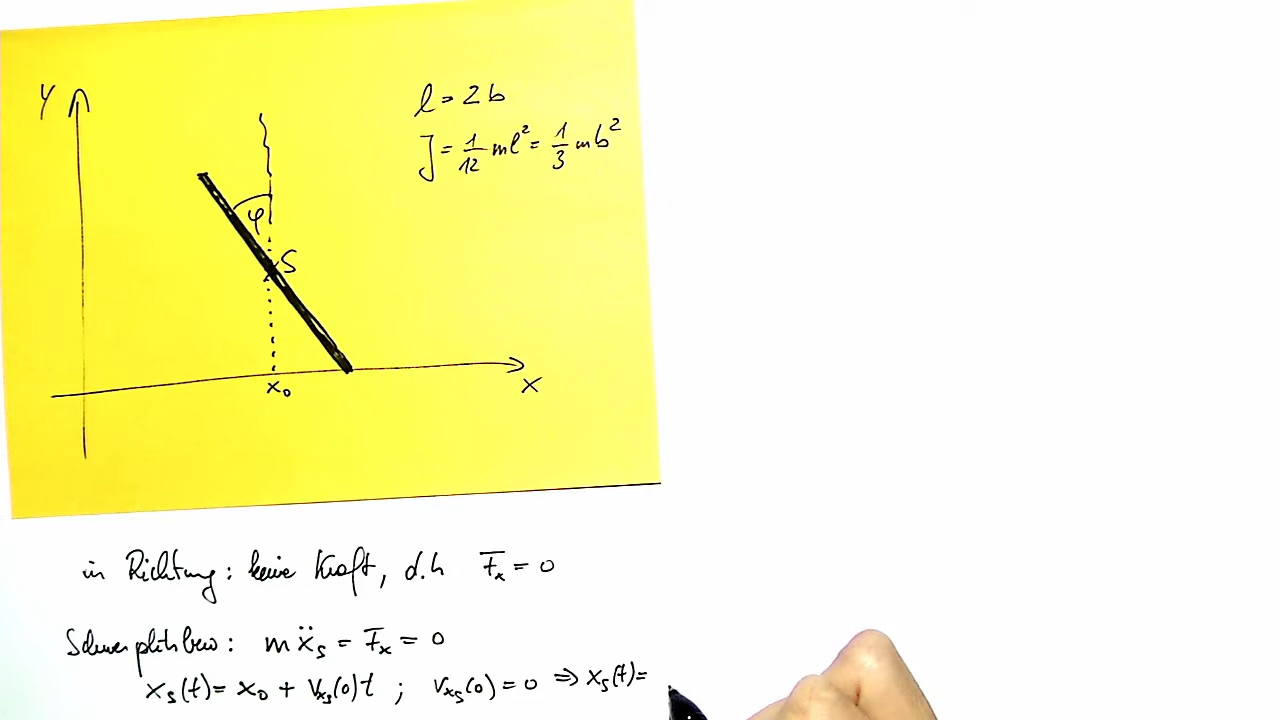 y
l = 2b
J = 1/12 ml² = 1/3 mb²
φ
S
x₀
x
in Richtung: keine Kraft, d.h Fₓ = 0
Schwerpktsbew: m ẍₛ = Fₓ = 0
xₛ(t) = x₀ + vₓₛ(0)t ; vₓₛ(0) = 0 ⇒ xₛ(t) =